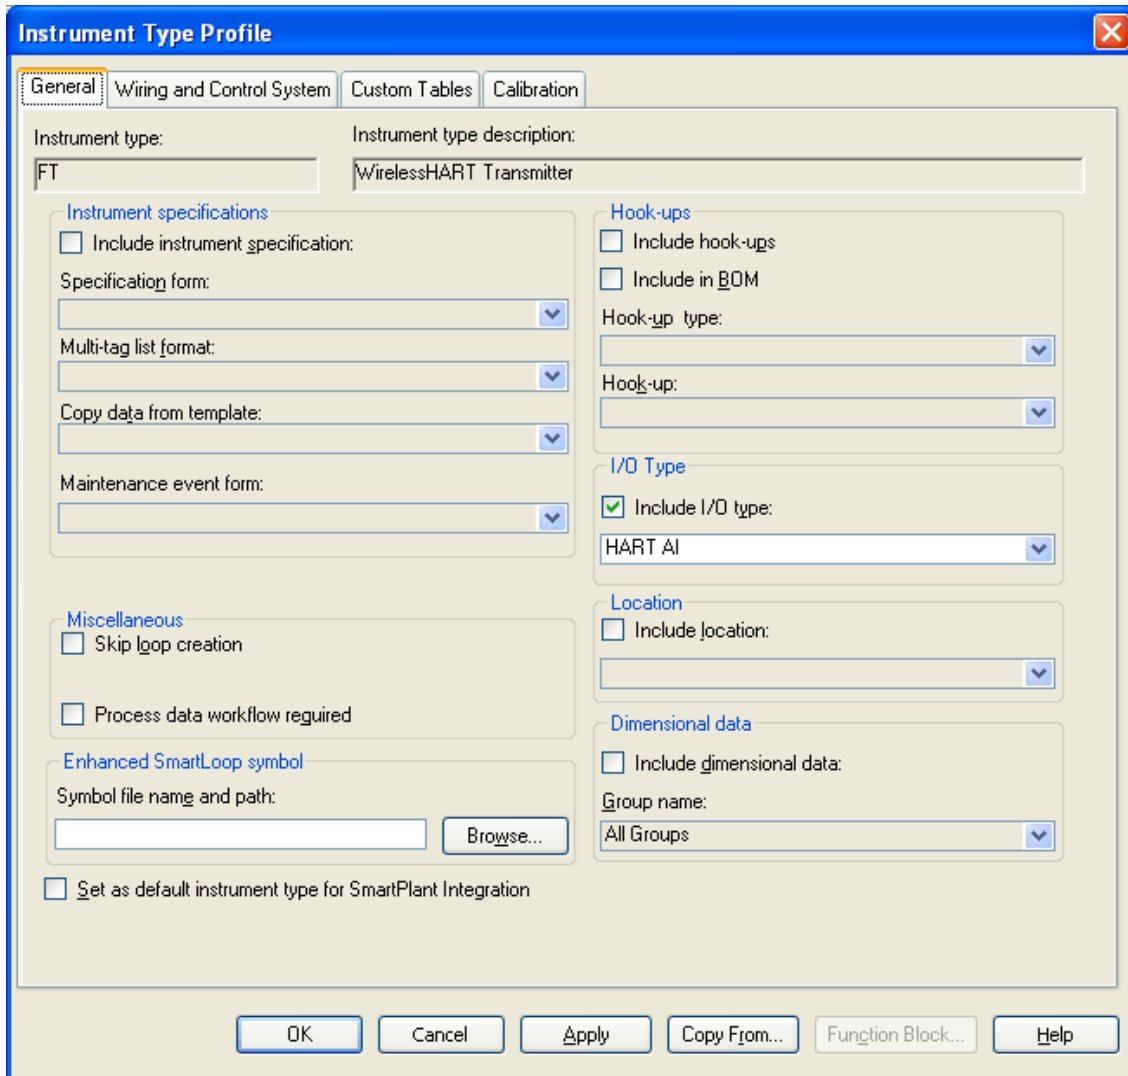 Instrument Type Profile
General Wiring and Control System Custom Tables Calibration
Instrument type: Instrument type description:
FT WirelessHART Transmitter
Instrument specifications
Include instrument specification:
Specification form:
Multi-tag list format:
Copy data from template:
Maintenance event form:
Hook-ups
Include hook-ups
Include in BOM
Hook-up type:
Hook-up:
I/O Type
Include I/O type:
HART AI
Miscellaneous
Skip loop creation
Process data workflow required
Location
Include location:
Enhanced SmartLoop symbol
Symbol file name and path:
Browse...
Dimensional data
Include dimensional data:
Group name:
All Groups
Set as default instrument type for SmartPlant Integration
OK Cancel Apply Copy From... Function Block... Help